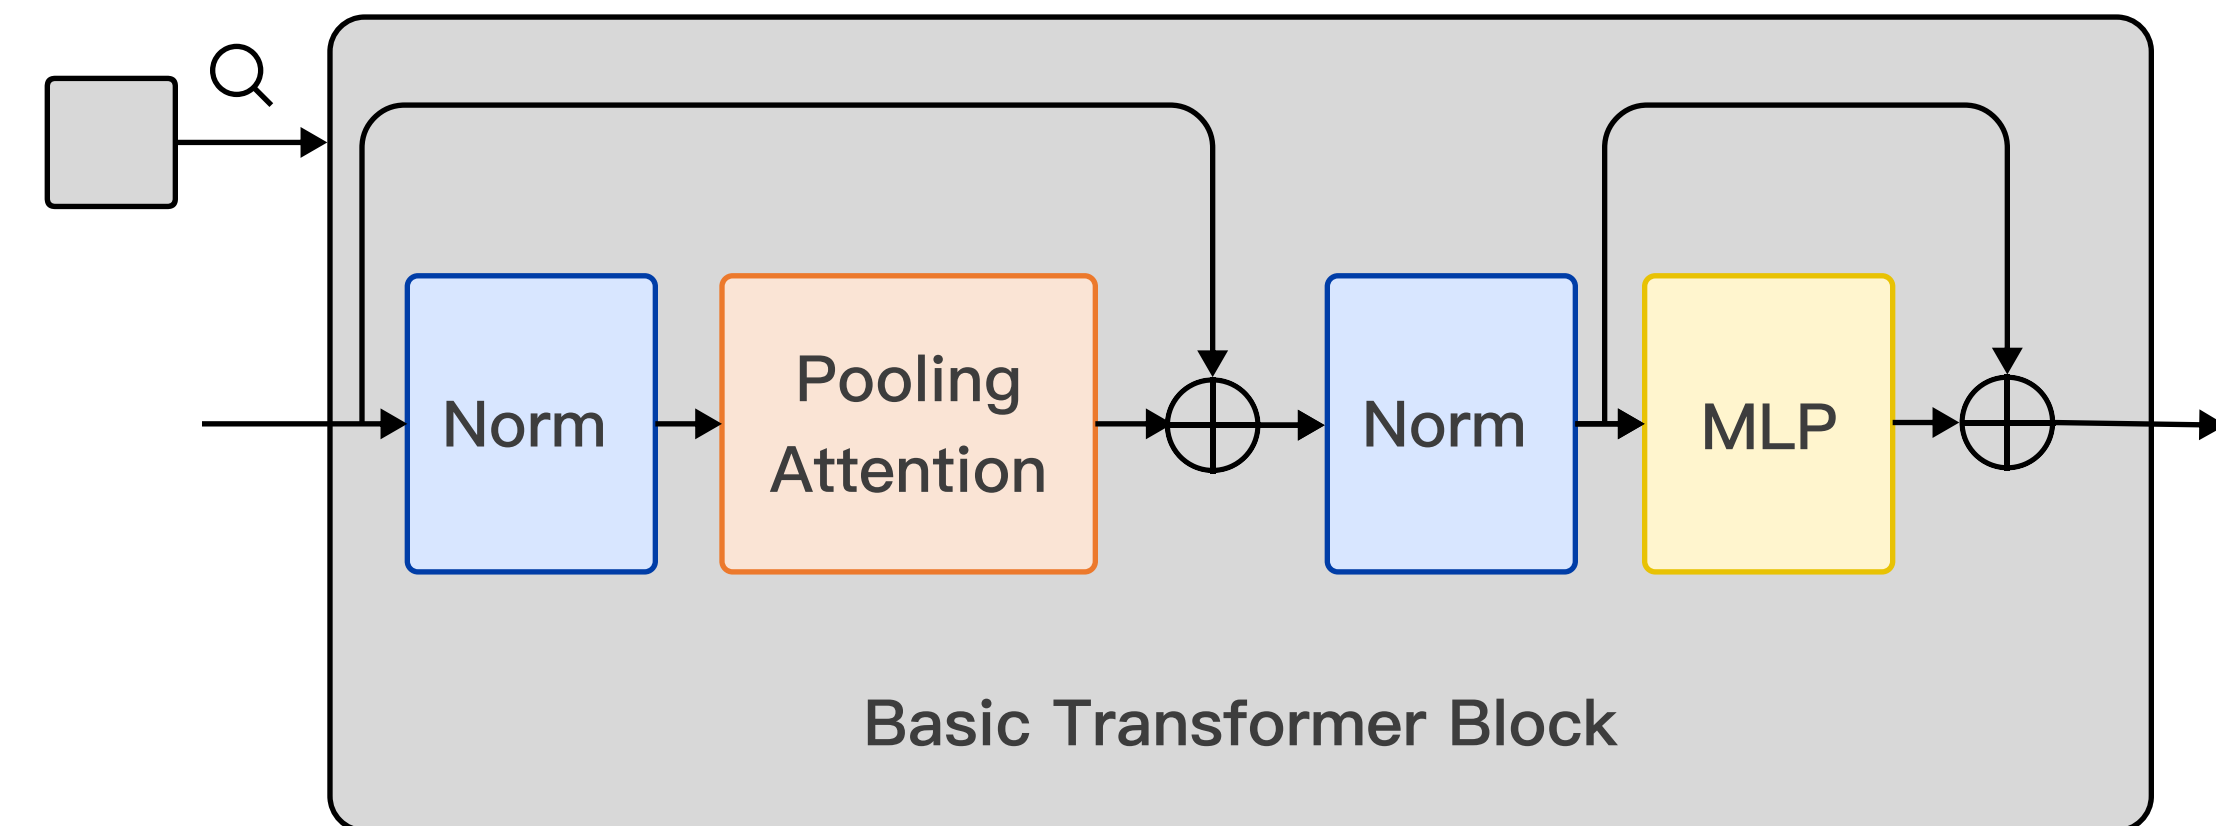 Norm
Pooling
Attention
Norm
MLP
Basic Transformer Block